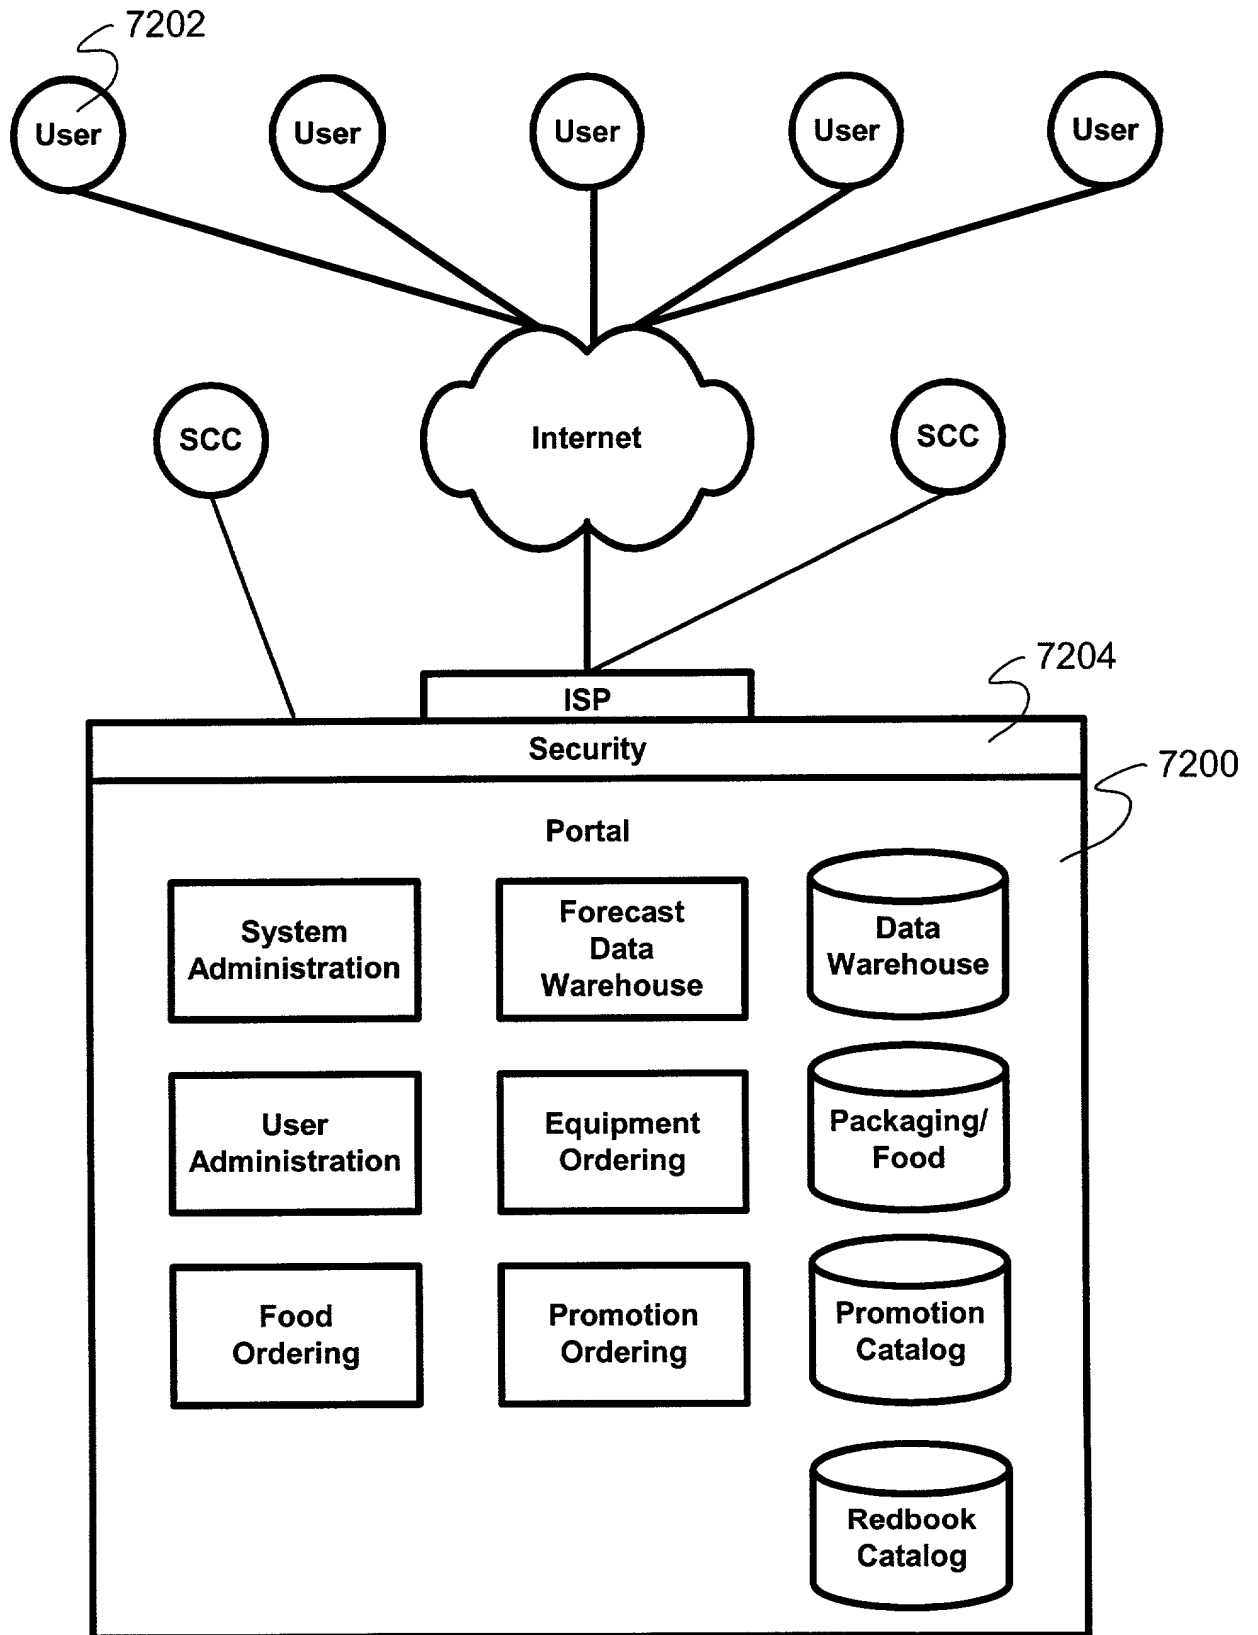 7202
User
User
User
User
User
SCC
Internet
SCC
7204
ISP
Security
7200
Portal
System
Administration
Forecast
Data
Warehouse
Data
Warehouse
User
Administration
Equipment
Ordering
Packaging/
Food
Food
Ordering
Promotion
Ordering
Promotion
Catalog
Redbook
Catalog